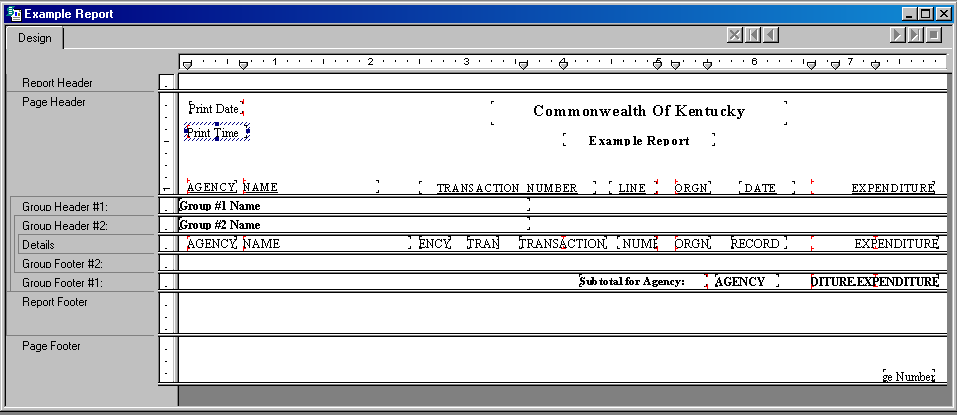 Example Report
Design
1 2 3 4 5 6 7
Report Header
Page Header
Print Date
Commonwealth Of Kentucky
Print Time
Example Report
1
AGENCY NAME TRANSACTION NUMBER LINE ORGN DATE EXPENDITURE
Group Header #1: Group #1 Name
Group Header #2: Group #2 Name
Details AGENCY NAME ENCY TRAN TRANSACTION NUME ORGN RECORD EXPENDITURE
Group Footer #2:
Group Footer #1: Subtotal for Agency: AGENCY DITURE.EXPENDITURE
Report Footer
Page Footer
ge Number